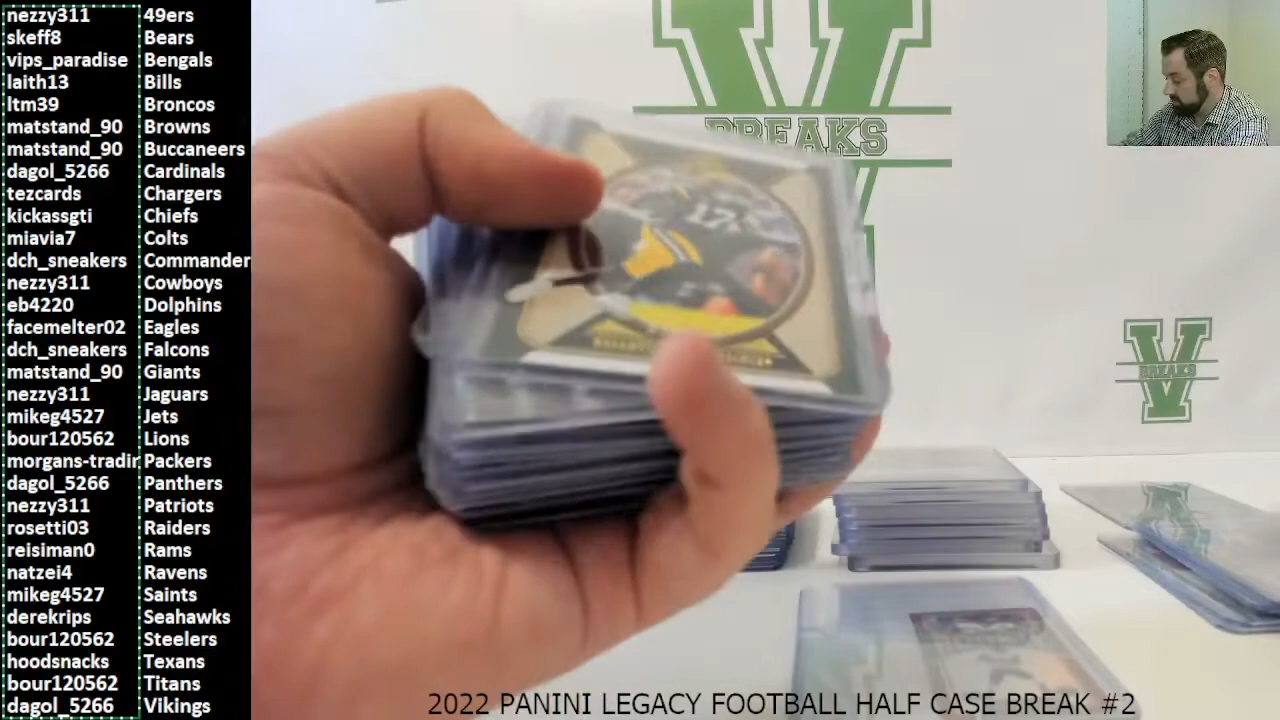 nezzy311 49ers
skeff8 Bears
vips_paradise Bengals
laith13 Bills
ltm39 Broncos
matstand_90 Browns
matstand_90 Buccaneers
dagol_5266 Cardinals
tezcards Chargers
kickassgti Chiefs
miavia7 Colts
dch_sneakers Commander
nezzy311 Cowboys
eb4220 Dolphins
facemelter02 Eagles
dch_sneakers Falcons
matstand_90 Giants
nezzy311 Jaguars
mikeg4527 Jets
bour120562 Lions
morgans-tradin Packers
dagol_5266 Panthers
nezzy311 Patriots
rosetti03 Raiders
reisiman0 Rams
natzei4 Ravens
mikeg4527 Saints
derekrips Seahawks
bour120562 Steelers
hoodsnacks Texans
bour120562 Titans
dagol_5266 Vikings
V
BREAKS
17
V
BREAKS
2022 PANINI LEGACY FOOTBALL HALF CASE BREAK #2